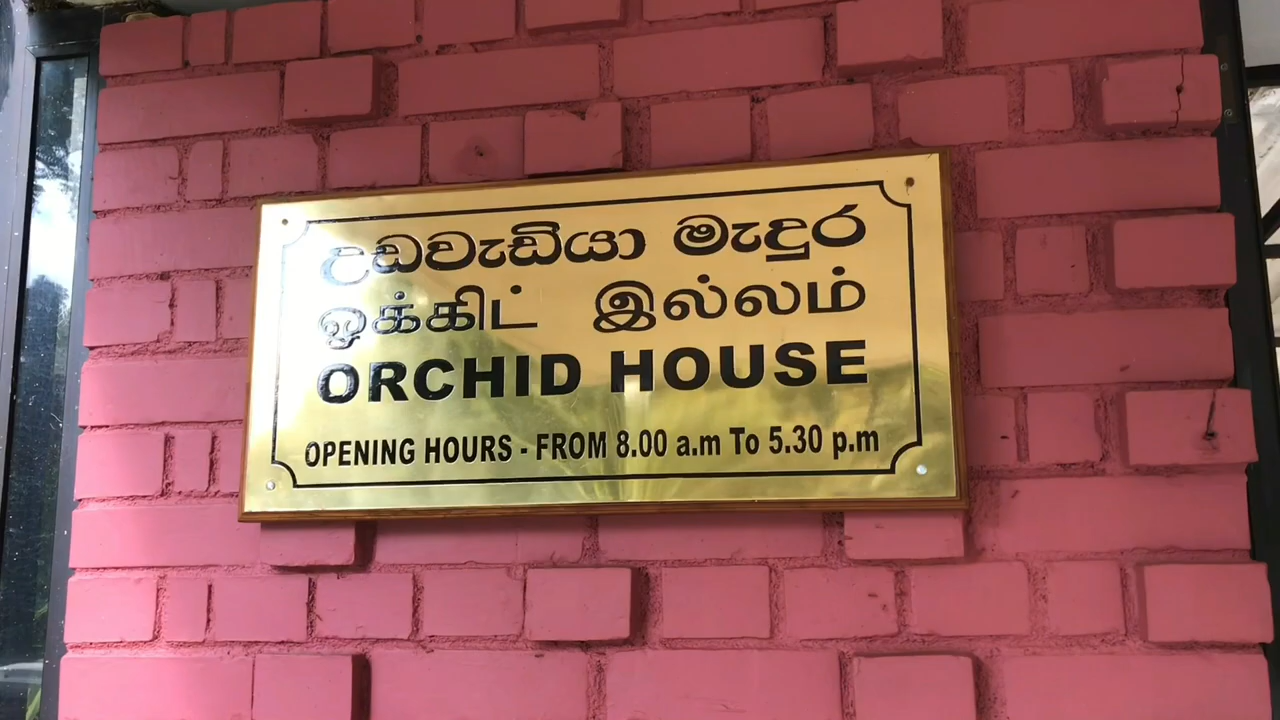 උඩවැඩියා මැදුර
ஓக்கிட் இல்லம்
ORCHID HOUSE
OPENING HOURS - FROM 8.00 a.m To 5.30 p.m